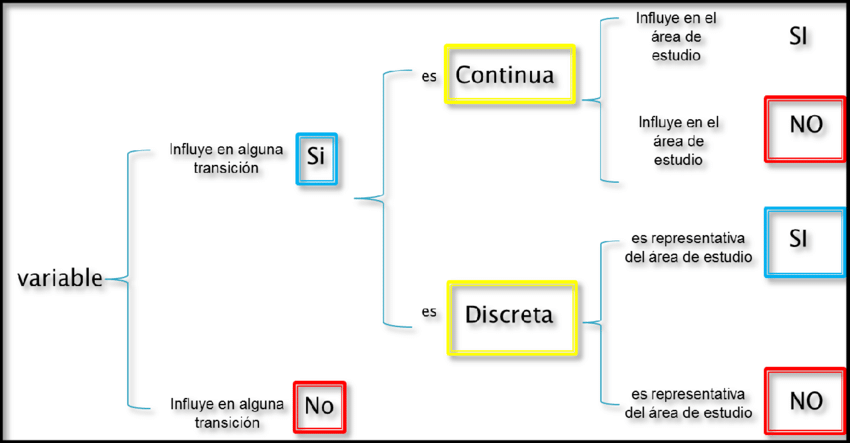 variable
Influye en alguna
transición
Si
es
Continua
Influye en el
área de
estudio
SI
Influye en el
área de
estudio
NO
es
Discreta
es representativa
del área de estudio
SI
es representativa
del área de estudio
NO
Influye en alguna
transición
No